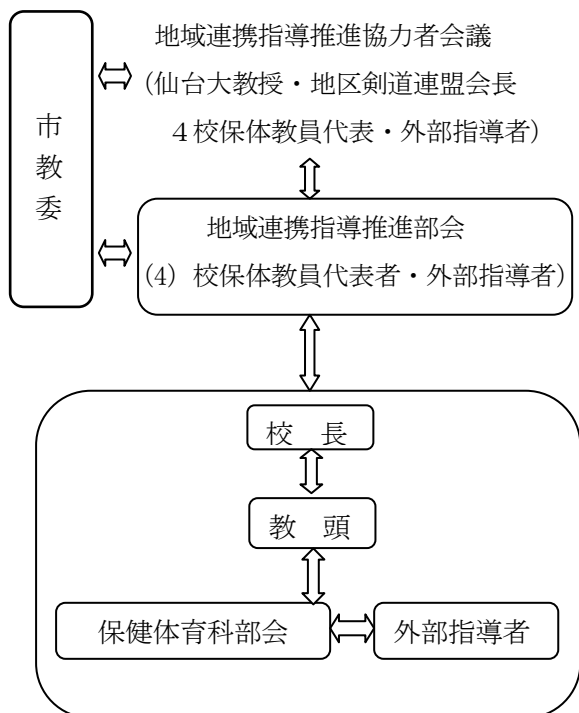 市教委
地域連携指導推進協力者会議
(仙台大教授・地区剣道連盟会長
４校保体教員代表・外部指導者)
地域連携指導推進部会
(4) 校保体教員代表者・外部指導者)
校　長
教　頭
保健体育科部会
外部指導者